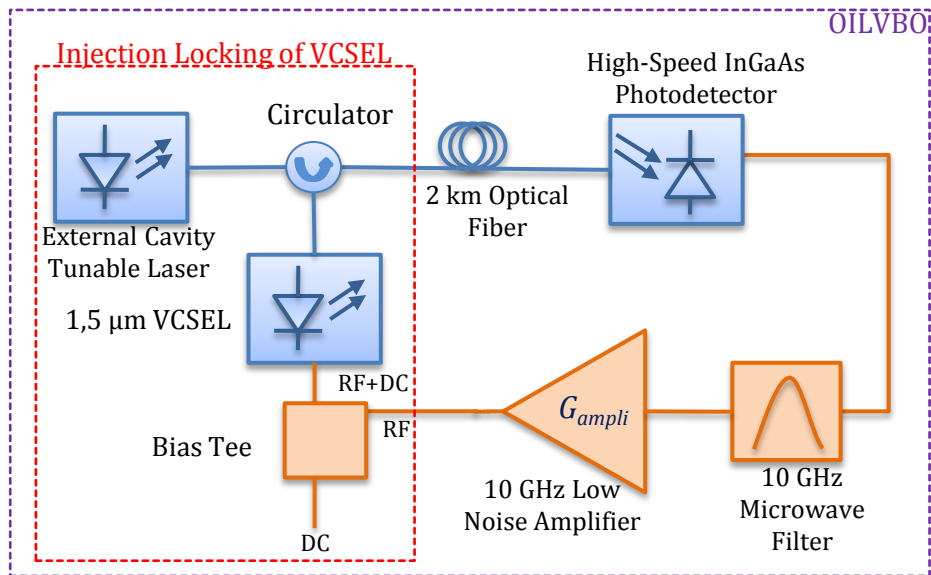 OILVBO
Injection Locking of VCSEL
High-Speed InGaAs
Photodetector
Circulator
2 km Optical
Fiber
External Cavity
Tunable Laser
1,5 µm VCSEL
RF+DC
RF
Bias Tee
DC
G_ampli
10 GHz Low
Noise Amplifier
10 GHz
Microwave
Filter